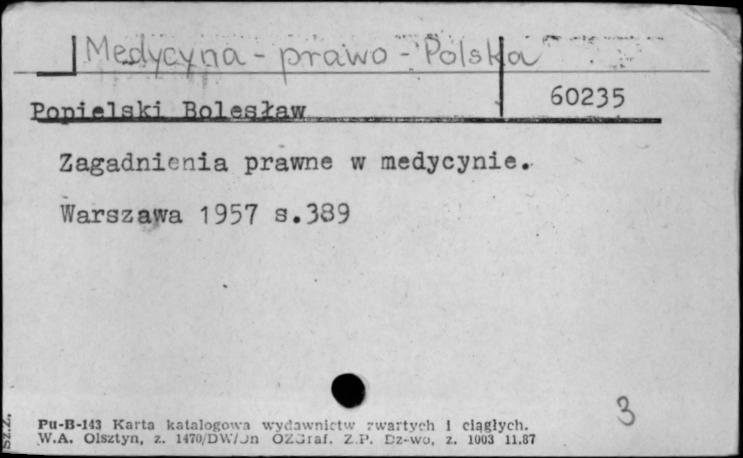 Medycyna - prawo - Polska
60235
Popielski Bolesław
Zagadnienia prawne w medycynie.
Warszawa 1957 s.389
3
Pu-B-143 Karta katalogowa wydawnictw zwartych i ciągłych.
W.A. Olsztyn, z. 1470/DW/Jn OZGraf. Z.P. Dz-wo, z. 1003 11.87
Sz.Z.